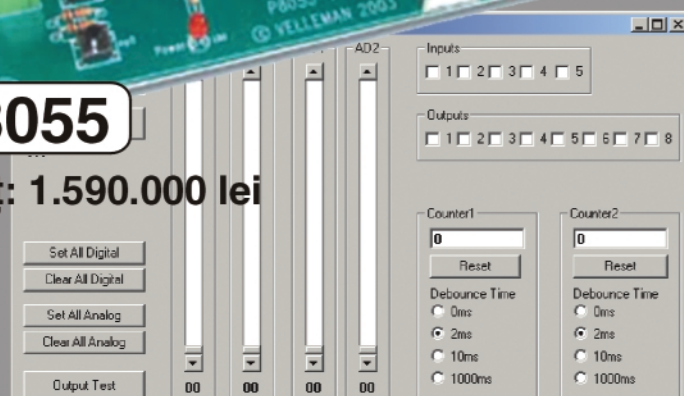 P8055
© VELLEMAN 2003
8055
: 1.590.000 lei
AD2
Inputs
1 2 3 4 5
Outputs
1 2 3 4 5 6 7 8
Set All Digital
Clear All Digital
Set All Analog
Clear All Analog
Output Test
00 00 00 00
Counter1
0
Reset
Debounce Time
0ms
2ms
10ms
1000ms
Counter2
0
Reset
Debounce Time
0ms
2ms
10ms
1000ms